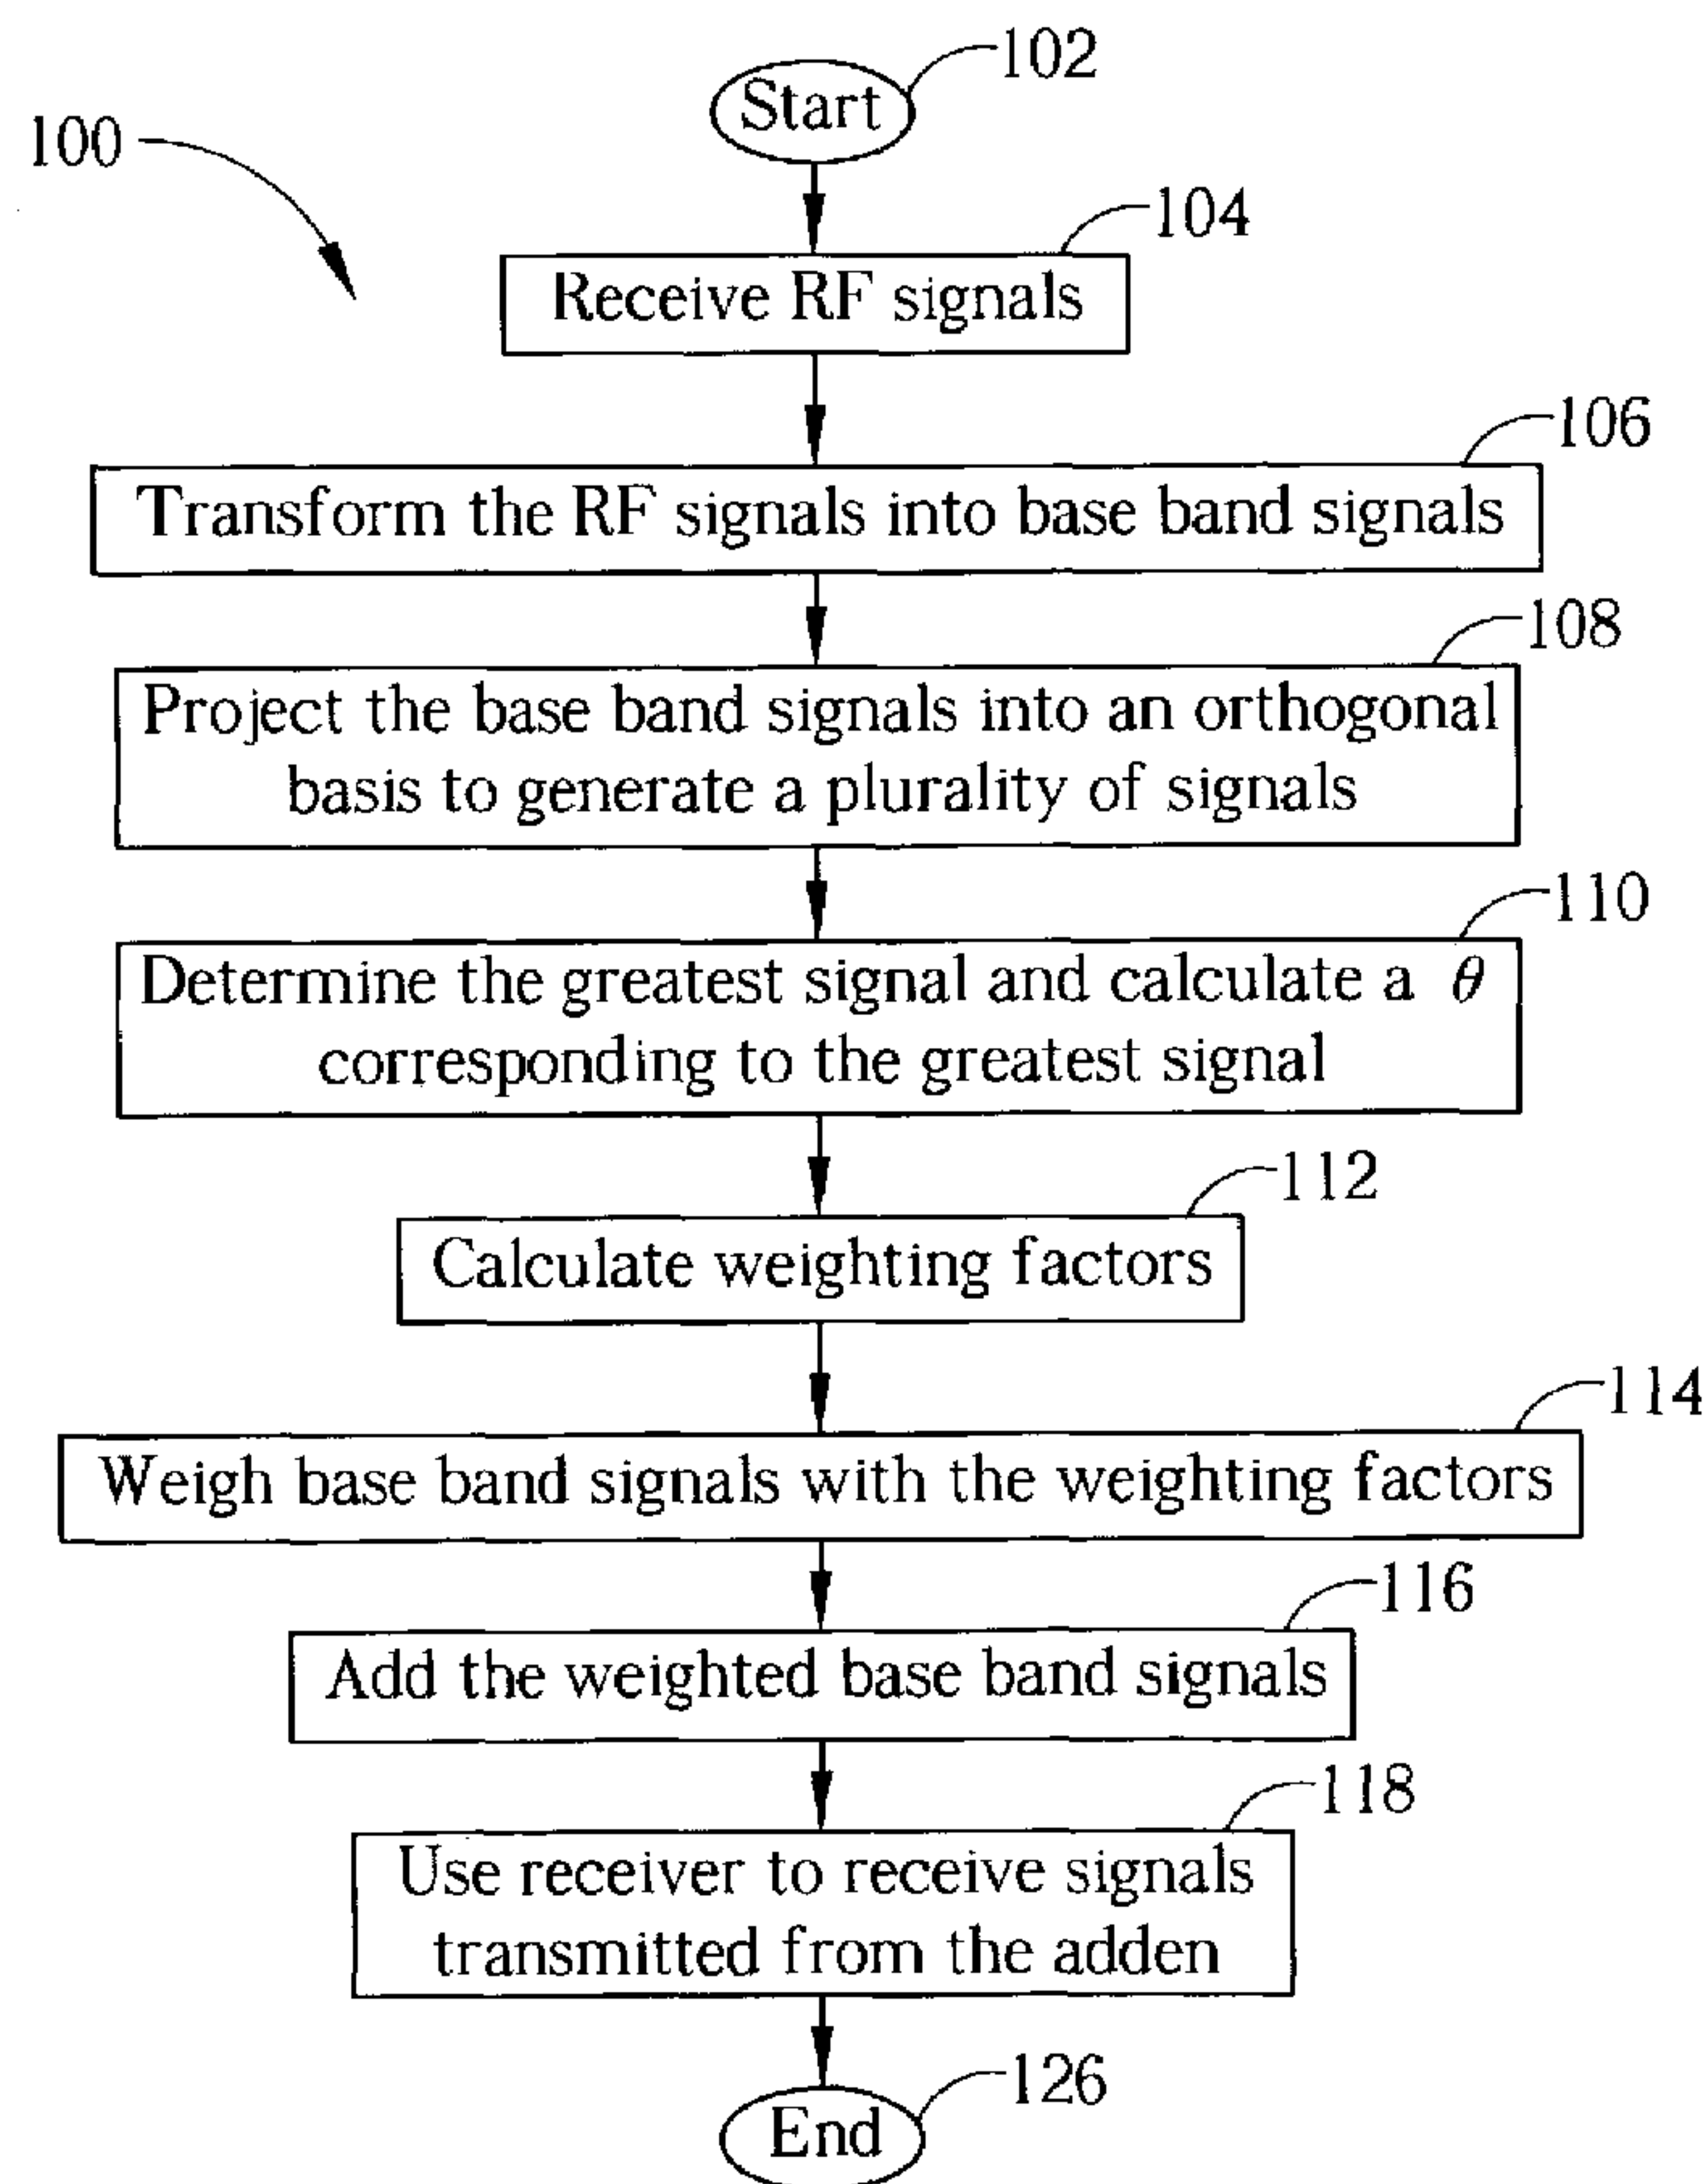 102
Start
100
104
Receive RF signals
106
Transform the RF signals into base band signals
108
Project the base band signals into an orthogonal
basis to generate a plurality of signals
110
Determine the greatest signal and calculate a θ
corresponding to the greatest signal
112
Calculate weighting factors
114
Weigh base band signals with the weighting factors
116
Add the weighted base band signals
118
Use receiver to receive signals
transmitted from the adden
126
End